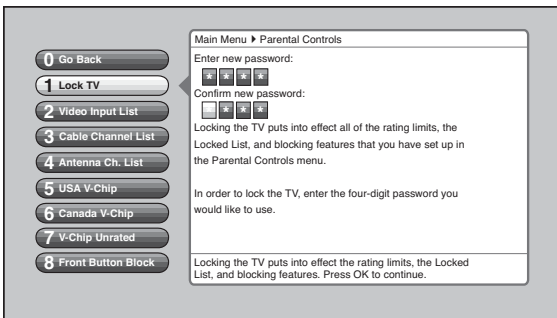 Main Menu ▶ Parental Controls
0 Go Back
1 Lock TV
2 Video Input List
3 Cable Channel List
4 Antenna Ch. List
5 USA V-Chip
6 Canada V-Chip
7 V-Chip Unrated
8 Front Button Block
Enter new password:
* * * *
Confirm new password:
* * *
Locking the TV puts into effect all of the rating limits, the
Locked List, and blocking features that you have set up in
the Parental Controls menu.
In order to lock the TV, enter the four-digit password you
would like to use.
Locking the TV puts into effect the rating limits, the Locked
List, and blocking features. Press OK to continue.